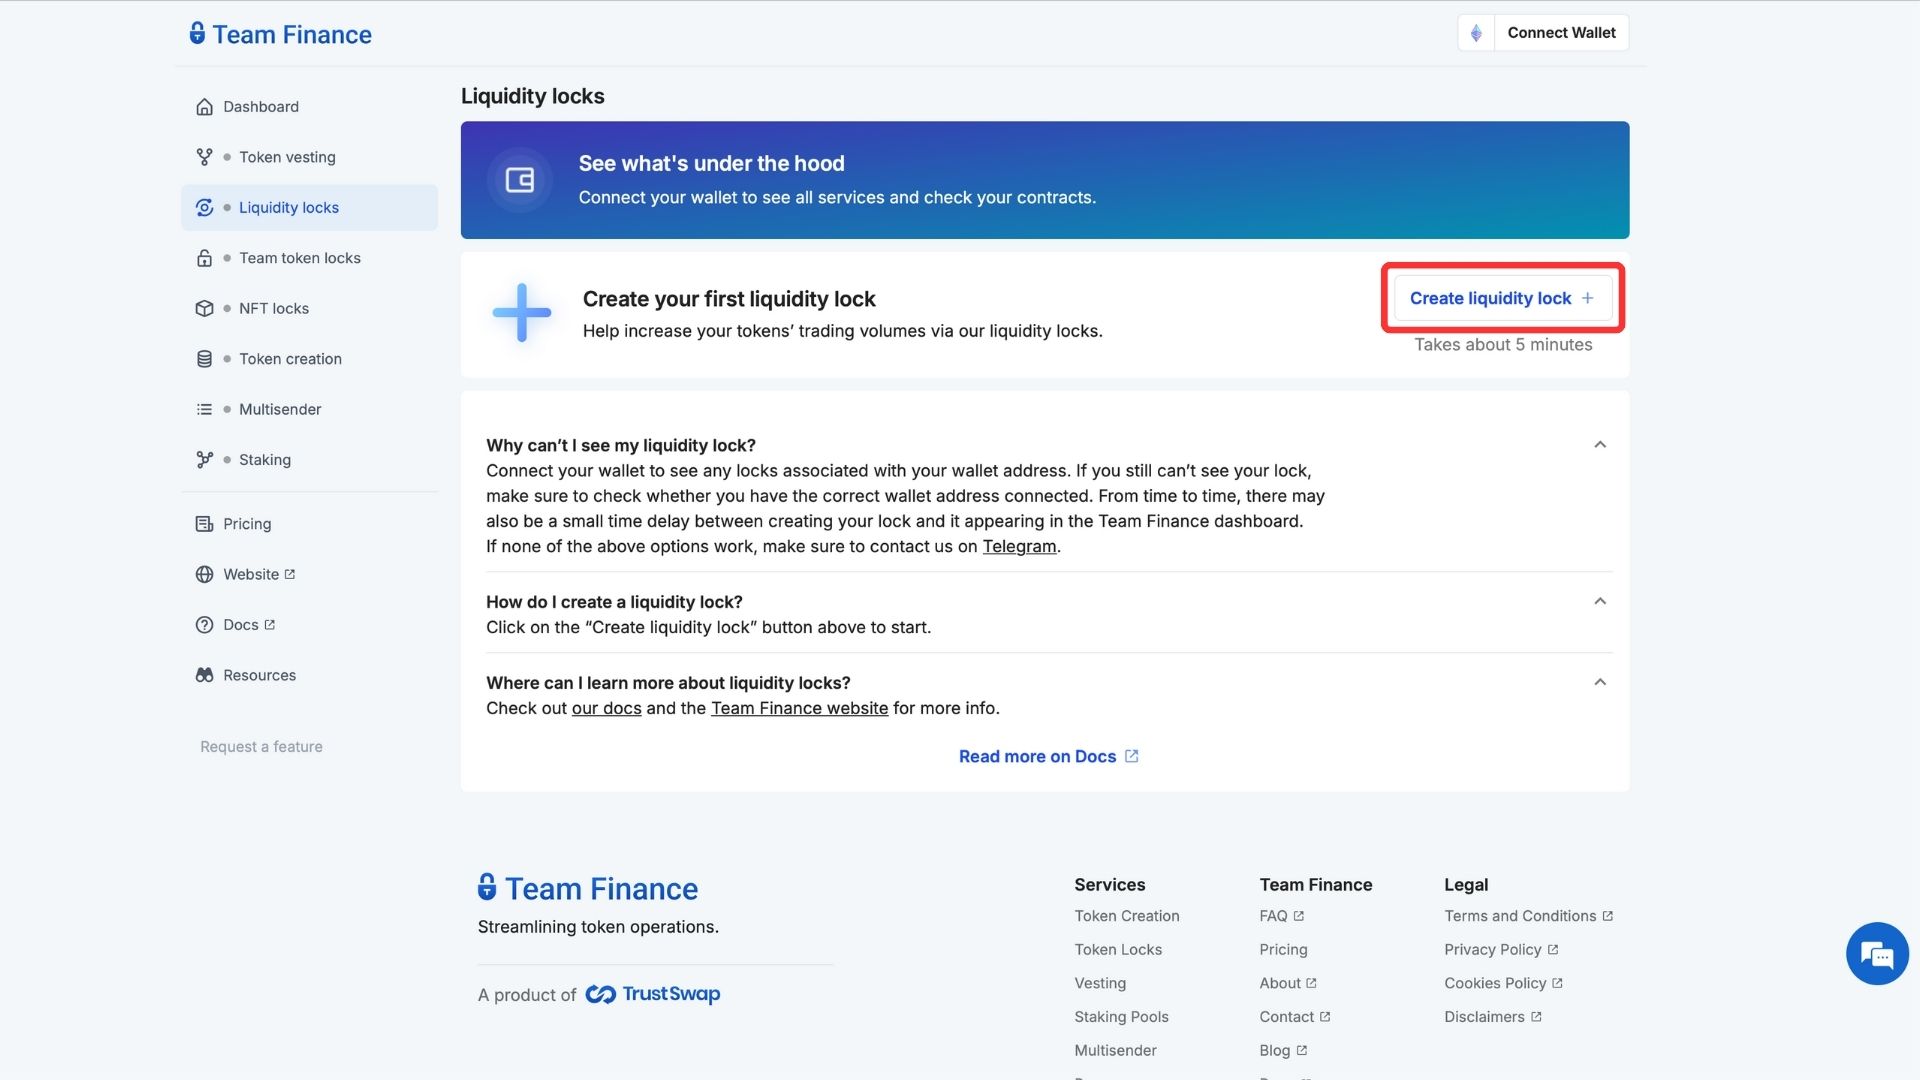 Team Finance
Connect Wallet
Dashboard
Token vesting
Liquidity locks
Team token locks
NFT locks
Token creation
Multisender
Staking
Pricing
Website
Docs
Resources
Request a feature
Liquidity locks
See what's under the hood
Connect your wallet to see all services and check your contracts.
Create your first liquidity lock
Help increase your tokens’ trading volumes via our liquidity locks.
Create liquidity lock +
Takes about 5 minutes
Why can’t I see my liquidity lock?
Connect your wallet to see any locks associated with your wallet address. If you still can’t see your lock,
make sure to check whether you have the correct wallet address connected. From time to time, there may
also be a small time delay between creating your lock and it appearing in the Team Finance dashboard.
If none of the above options work, make sure to contact us on Telegram.
How do I create a liquidity lock?
Click on the “Create liquidity lock” button above to start.
Where can I learn more about liquidity locks?
Check out our docs and the Team Finance website for more info.
Read more on Docs
Team Finance
Streamlining token operations.
A product of TrustSwap
Services
Token Creation
Token Locks
Vesting
Staking Pools
Multisender
Team Finance
FAQ
Pricing
About
Contact
Blog
Legal
Terms and Conditions
Privacy Policy
Cookies Policy
Disclaimers